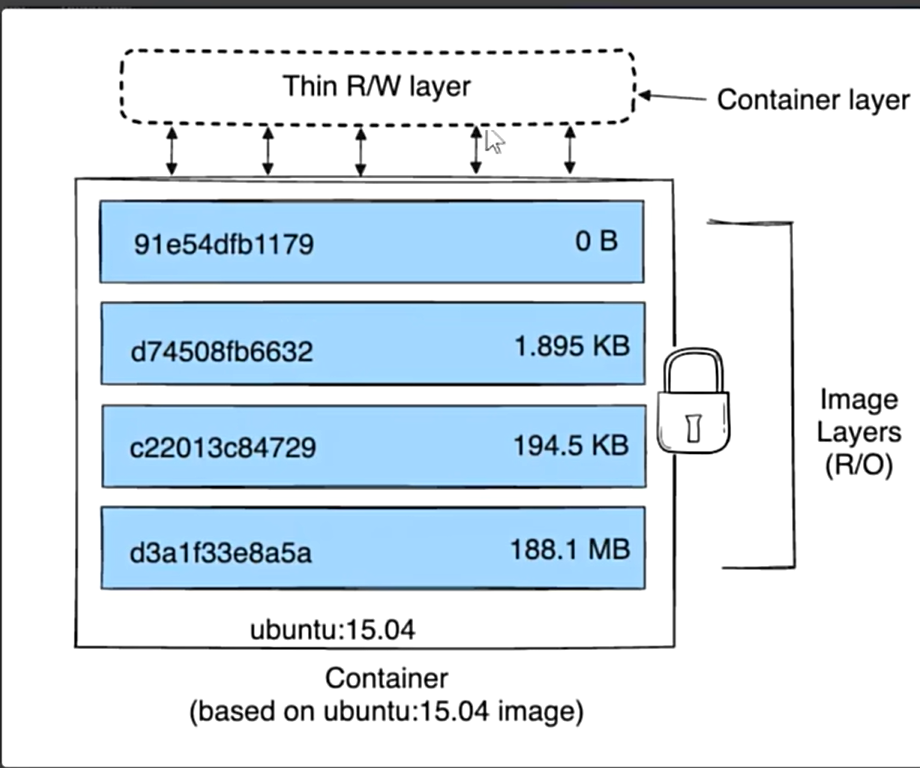 Thin R/W layer
Container layer
91e54dfb1179 0 B
d74508fb6632 1.895 KB
c22013c84729 194.5 KB
d3a1f33e8a5a 188.1 MB
Image
Layers
(R/O)
ubuntu:15.04
Container
(based on ubuntu:15.04 image)